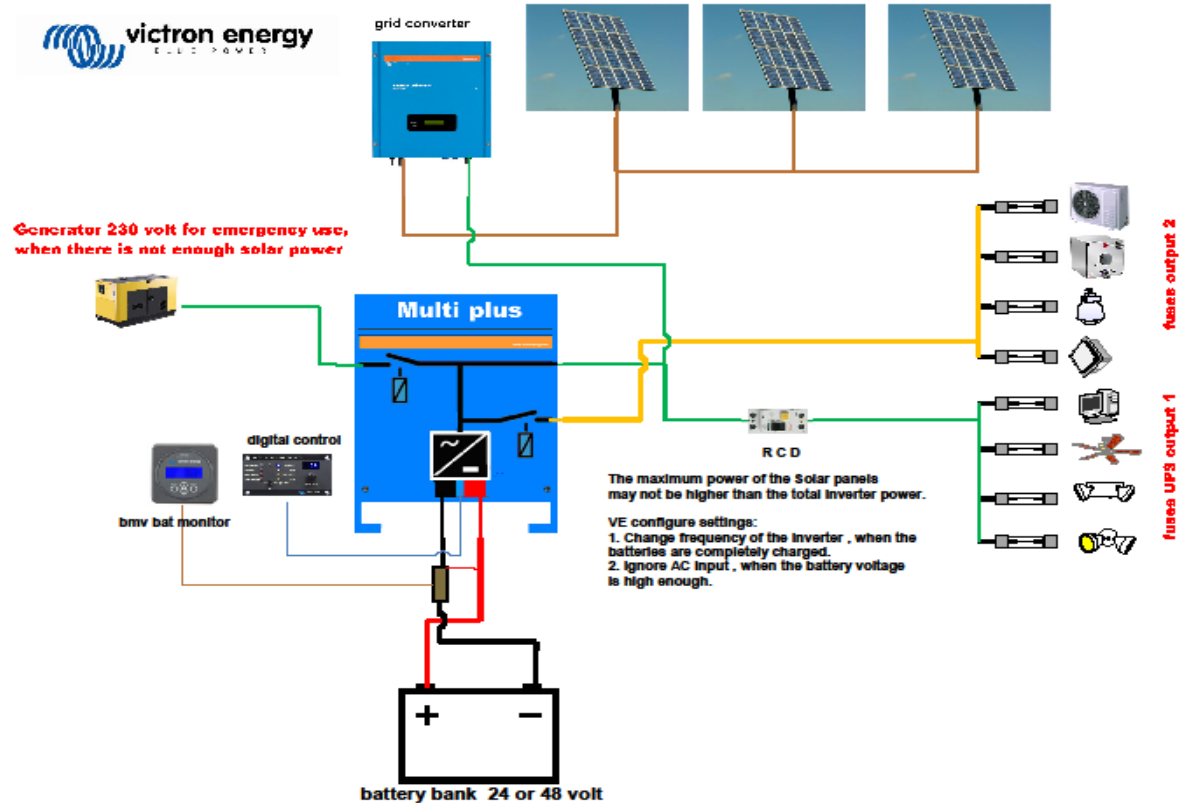 victron energy
BLUE POWER
grid converter
Generator 230 volt for emergency use,
when there is not enough solar power
Multi plus
digital control
bmv bat monitor
R C D
The maximum power of the Solar panels
may not be higher than the total inverter power.
VE configure settings:
1. Change frequency of the inverter , when the
batteries are completely charged.
2. Ignore AC input , when the battery voltage
is high enough.
fuses output 2
fuses UPS output 1
+ −
battery bank 24 or 48 volt